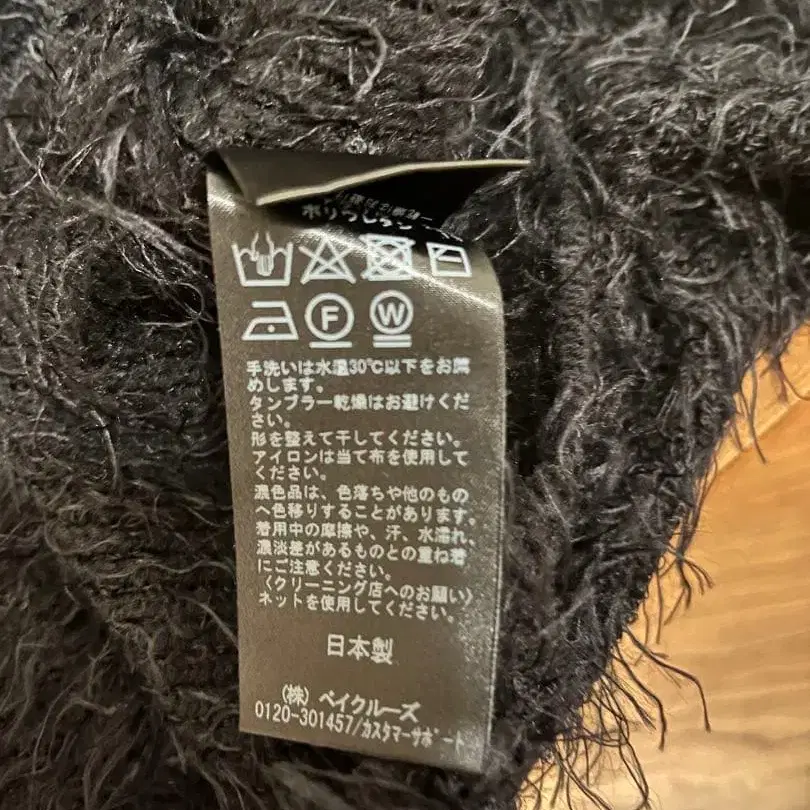 ポリウレタン
F
W
手洗いは水温30℃以下をお薦
めします。
タンブラー乾燥はお避けくだ
さい。
形を整えて干してください。
アイロンは当て布を使用して
ください。
濃色品は、色落ちや他のもの
へ色移りすることがあります。
着用中の摩擦や、汗、水濡れ、
濃淡差があるものとの重ね着
にご注意ください。
〈クリーニング店へのお願い〉
ネットを使用してください。
日本製
(株) ベイクルーズ
0120-301457/カスタマーサポート